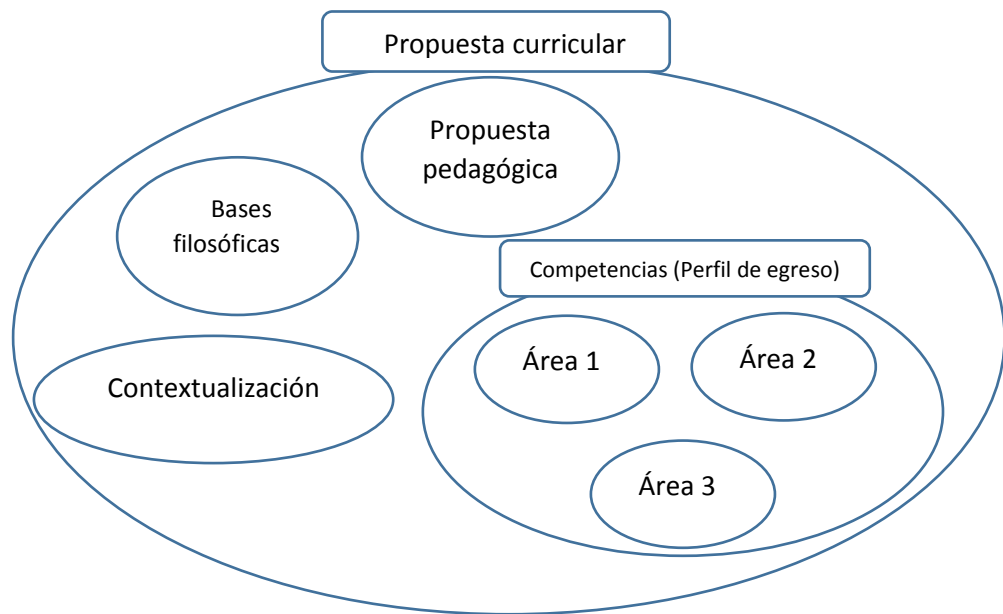 Propuesta curricular
Propuesta
pedagógica
Bases
filosóficas
Competencias (Perfil de egreso)
Área 1
Área 2
Contextualización
Área 3